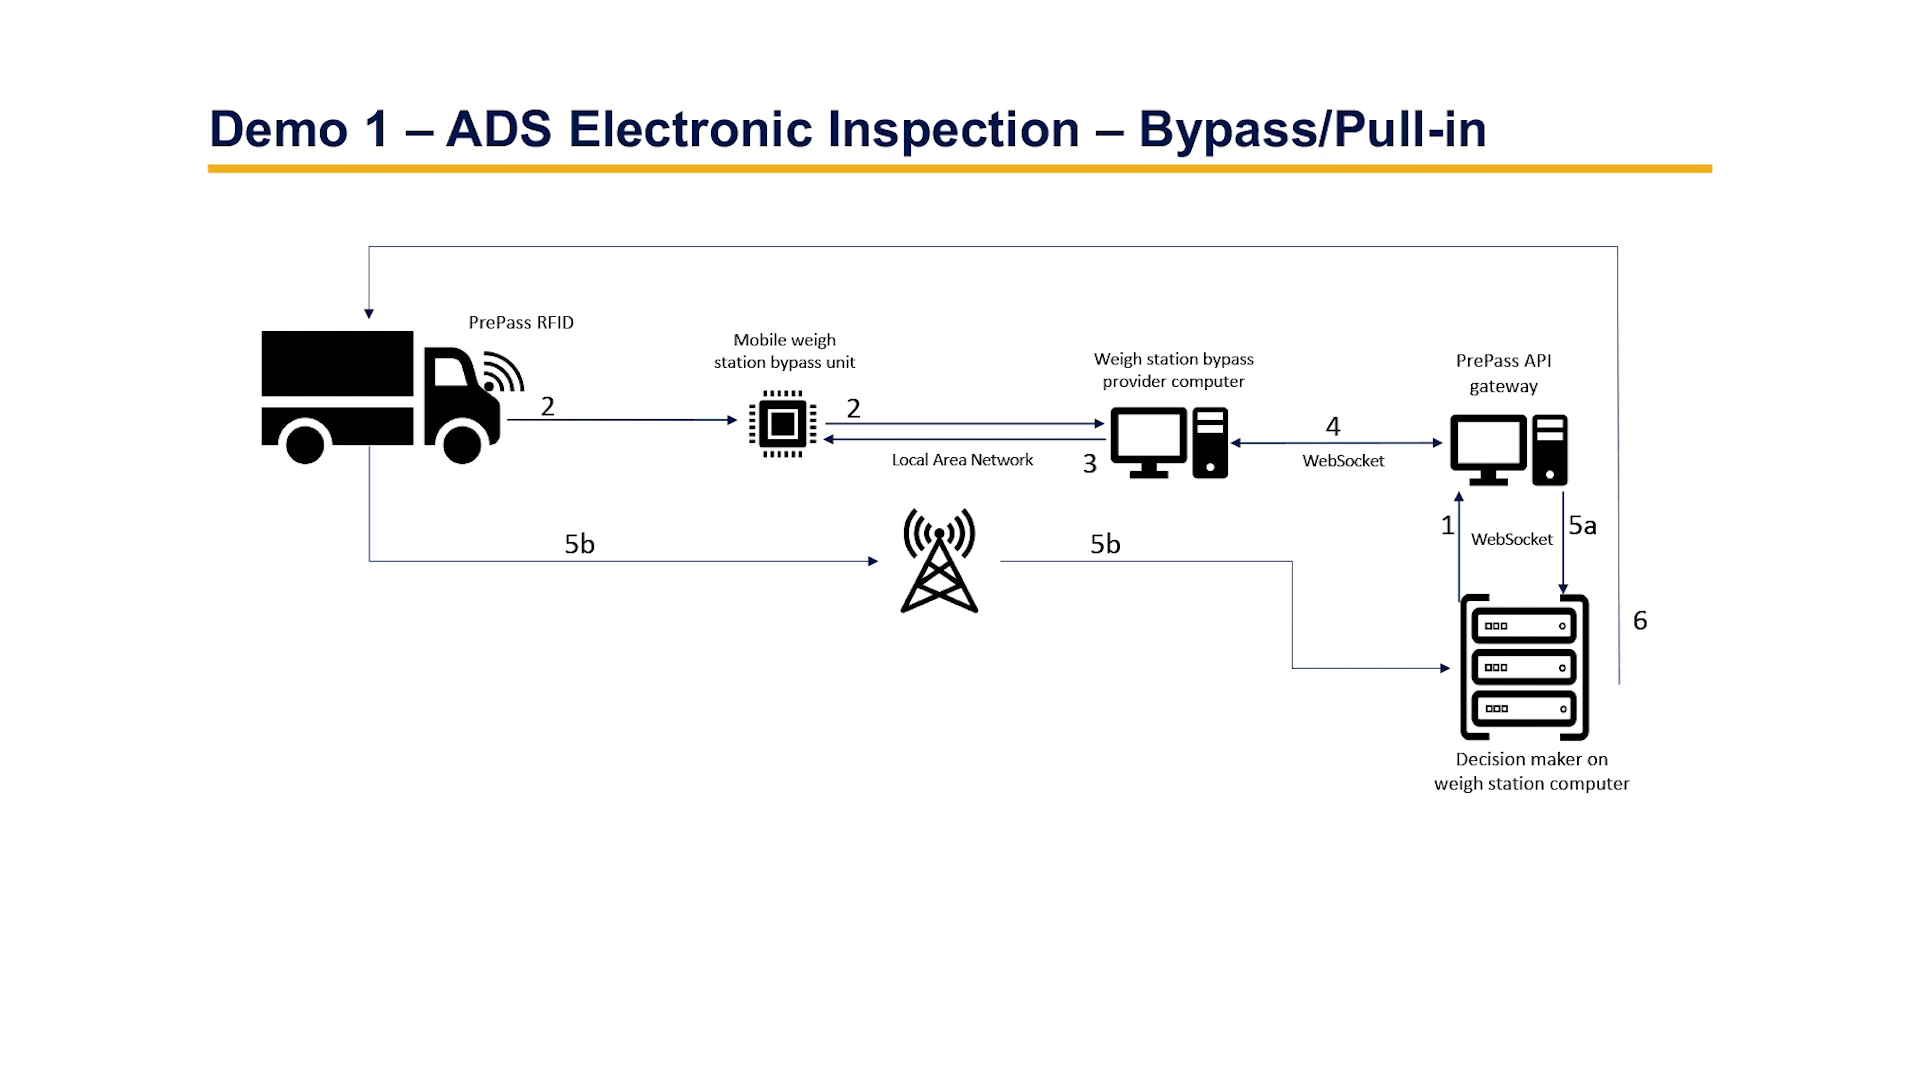 Demo 1 – ADS Electronic Inspection – Bypass/Pull-in
PrePass RFID
Mobile weigh
station bypass unit
Weigh station bypass
provider computer
PrePass API
gateway
2
2
4
Local Area Network
3
WebSocket
1
WebSocket
5a
5b
5b
6
Decision maker on
weigh station computer